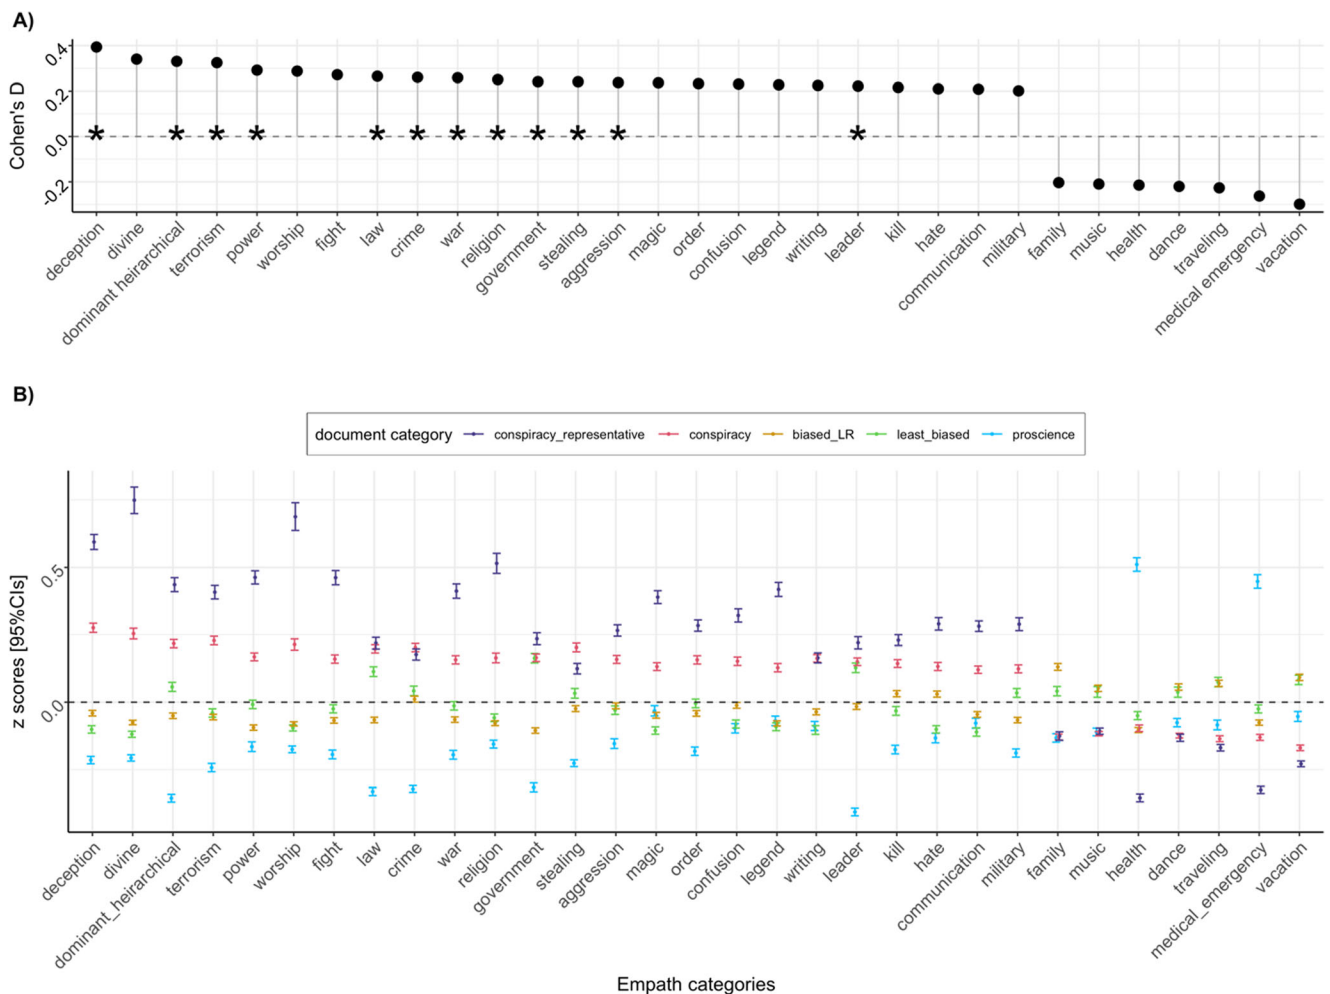 A)
Cohen's D
0.4
0.2
0.0
-0.2
* * * * * * * * * * * *
deception divine dominant heirarchical terrorism power worship fight law crime war religion government stealing aggression magic order confusion legend writing leader kill hate communication military family music health dance traveling medical emergency vacation
B)
document category conspiracy_representative conspiracy biased_LR least_biased proscience
z scores [95%CIs]
0.5
0.0
deception divine dominant_heirarchical terrorism power worship fight law crime war religion government stealing aggression magic order confusion legend writing leader kill hate communication military family music health dance traveling medical_emergency vacation
Empath categories